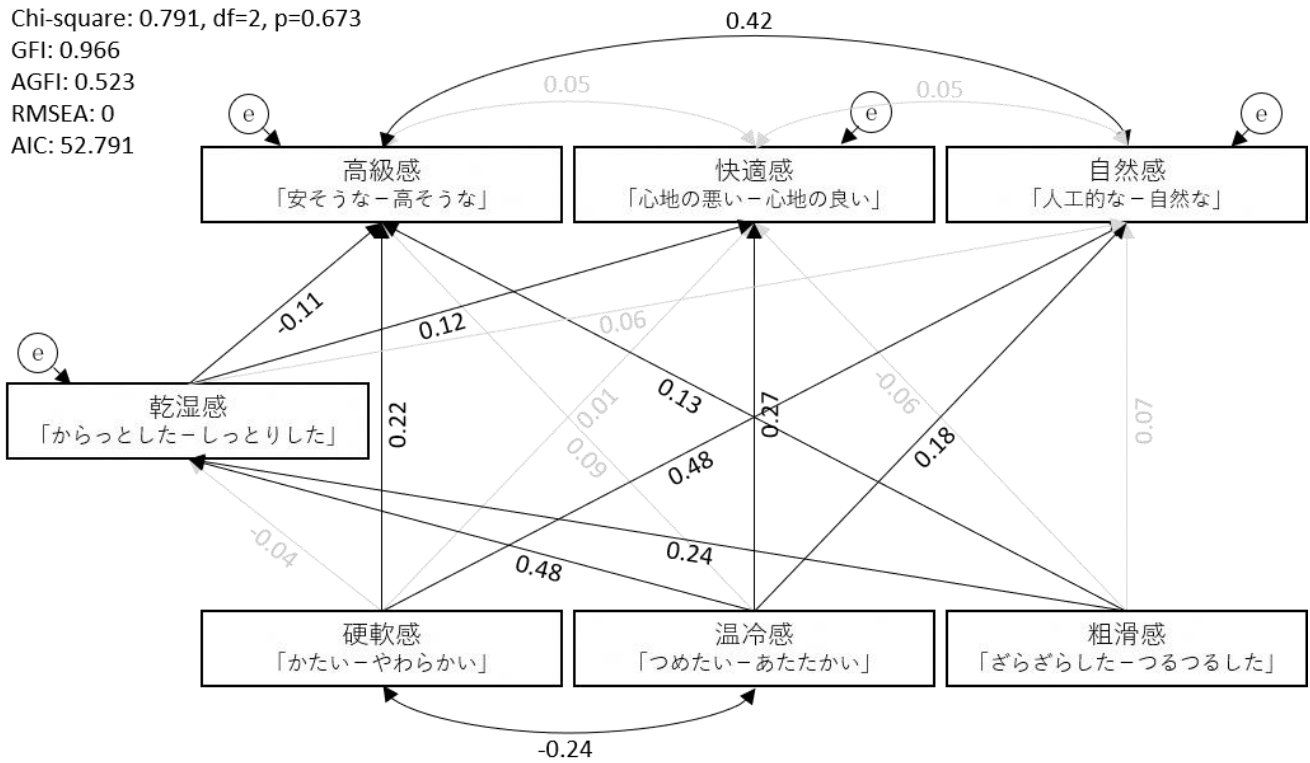 Chi-square: 0.791, df=2, p=0.673
GFI: 0.966
AGFI: 0.523
RMSEA: 0
AIC: 52.791
0.42
0.05
0.05
e
e
e
高級感
「安そうな－高そうな」
快適感
「心地の悪い－心地の良い」
自然感
「人工的な－自然な」
-0.11
0.12
0.06
e
乾湿感
「からっとした－しっとりした」
0.22
0.01
0.09
0.13
0.27
0.48
-0.06
0.18
0.07
-0.04
0.48
0.24
硬軟感
「かたい－やわらかい」
温冷感
「つめたい－あたたかい」
粗滑感
「ざらざらした－つるつるした」
-0.24